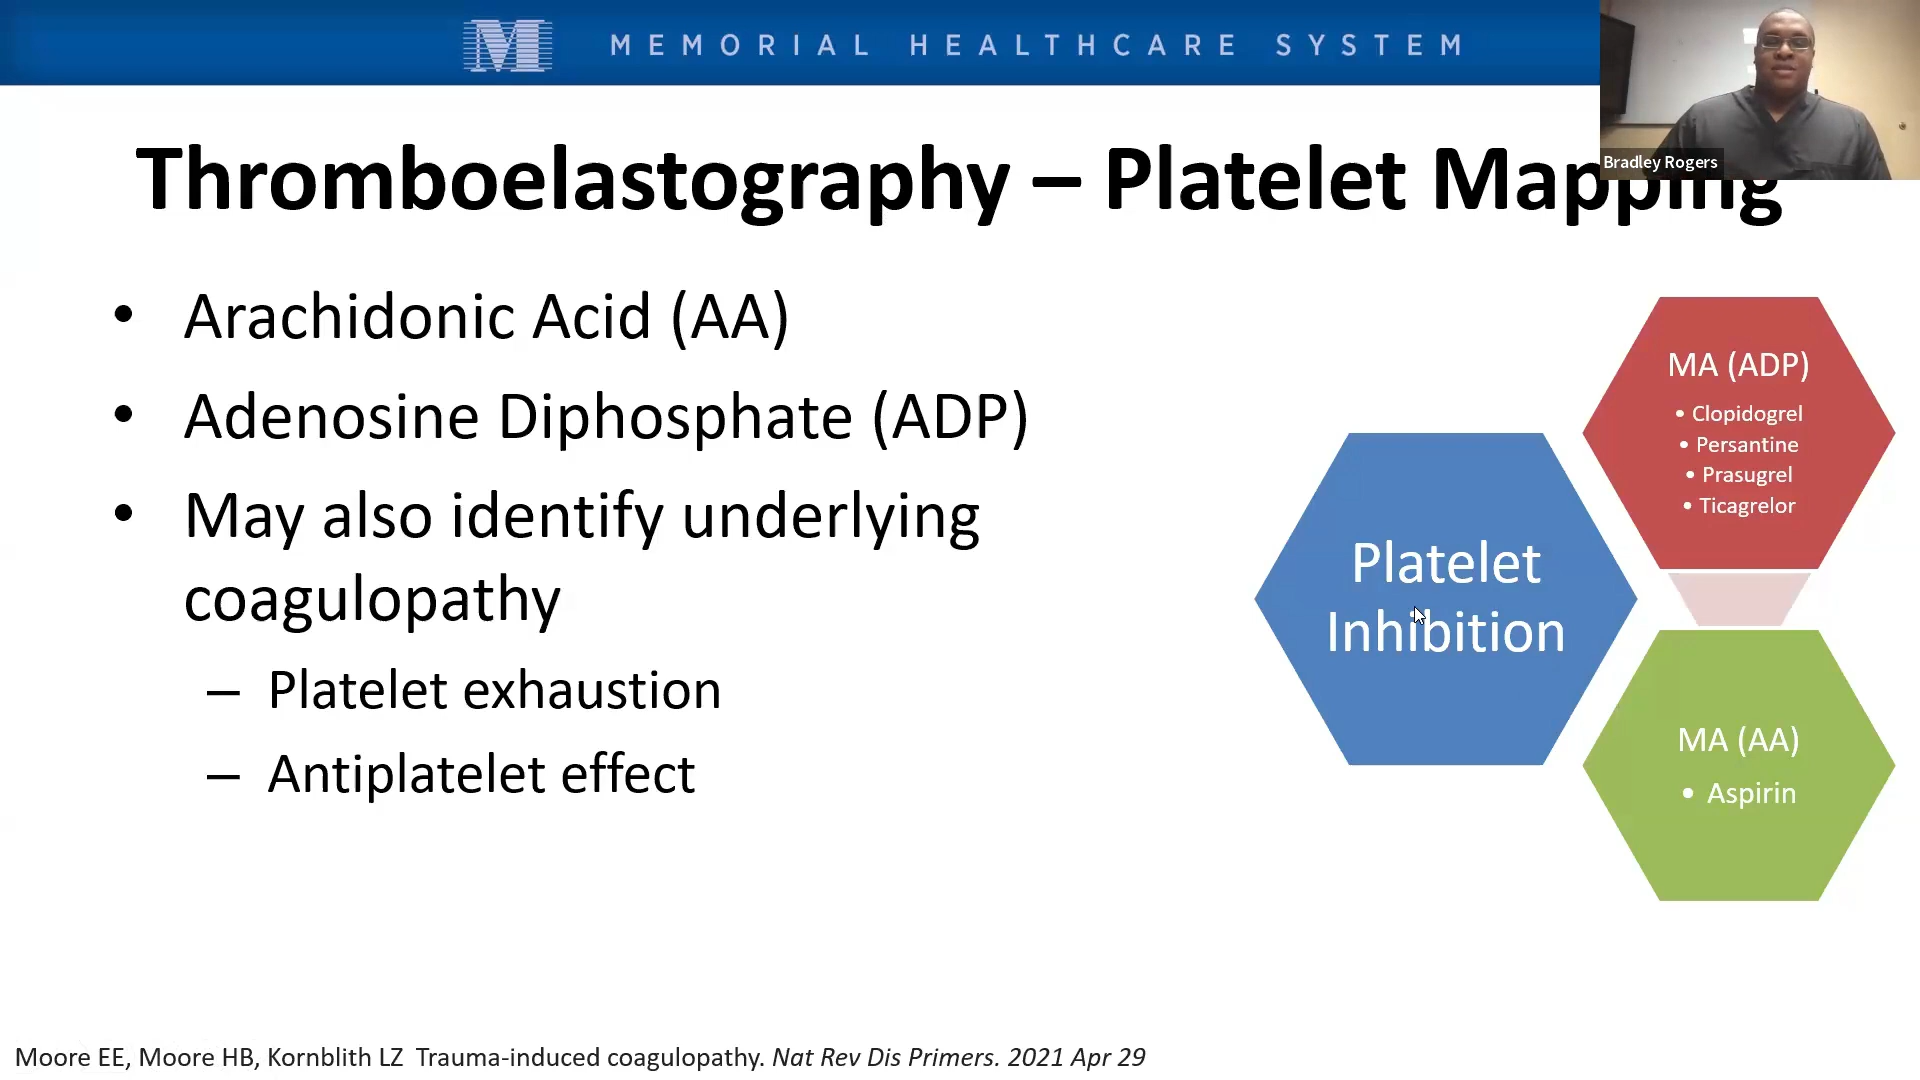 MEMORIAL HEALTHCARE SYSTEM
Bradley Rogers
Thromboelastography – Platelet Mapping
• Arachidonic Acid (AA)
• Adenosine Diphosphate (ADP)
• May also identify underlying
coagulopathy
– Platelet exhaustion
– Antiplatelet effect
Platelet
Inhibition
MA (ADP)
• Clopidogrel
• Persantine
• Prasugrel
• Ticagrelor
MA (AA)
• Aspirin
Moore EE, Moore HB, Kornblith LZ Trauma-induced coagulopathy. Nat Rev Dis Primers. 2021 Apr 29